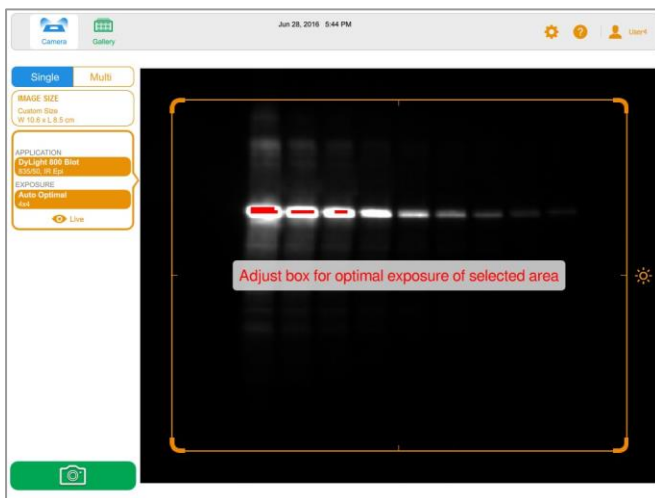 Jun 28, 2016 5:44 PM
Camera
Gallery
User4
Single
Multi
IMAGE SIZE
Custom Size
W 10.6 x L 8.5 cm
APPLICATION
DyLight 800 Blot
835/50, IR Epi
EXPOSURE
Auto Optimal
4x4
Live
Adjust box for optimal exposure of selected area